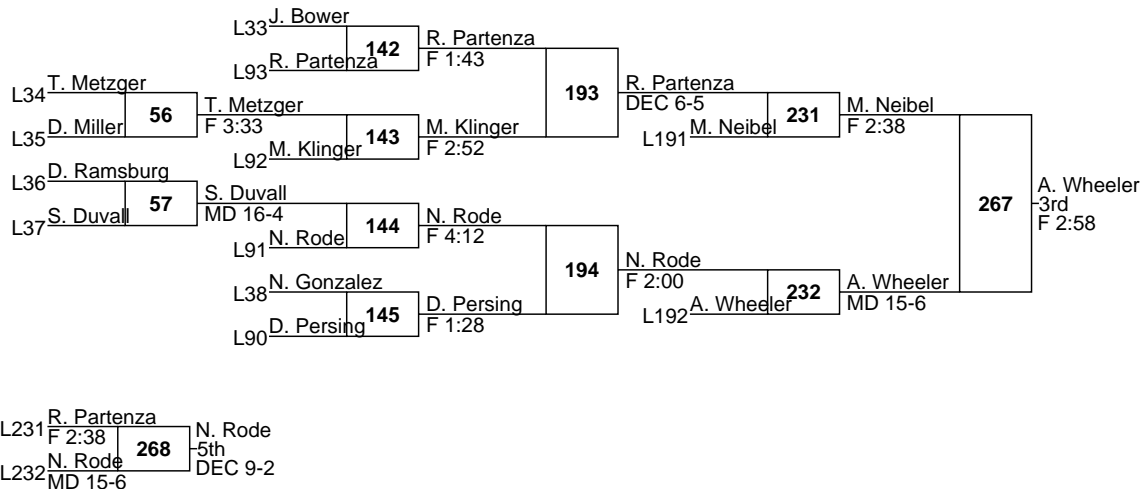 L33 J. Bower
142
R. Partenza
F 1:43
L93 R. Partenza
193
R. Partenza
DEC 6-5
L34 T. Metzger
56
T. Metzger
F 3:33
L35 D. Miller
143
M. Klinger
F 2:52
L92 M. Klinger
231
M. Neibel
F 2:38
L191 M. Neibel
L36 D. Ramsburg
57
S. Duvall
MD 16-4
L37 S. Duvall
144
N. Rode
F 4:12
L91 N. Rode
267
A. Wheeler
3rd
F 2:58
194
N. Rode
F 2:00
L38 N. Gonzalez
145
D. Persing
F 1:28
L90 D. Persing
232
A. Wheeler
MD 15-6
L192 A. Wheeler
L231 R. Partenza
F 2:38
268
N. Rode
5th
DEC 9-2
L232 N. Rode
MD 15-6